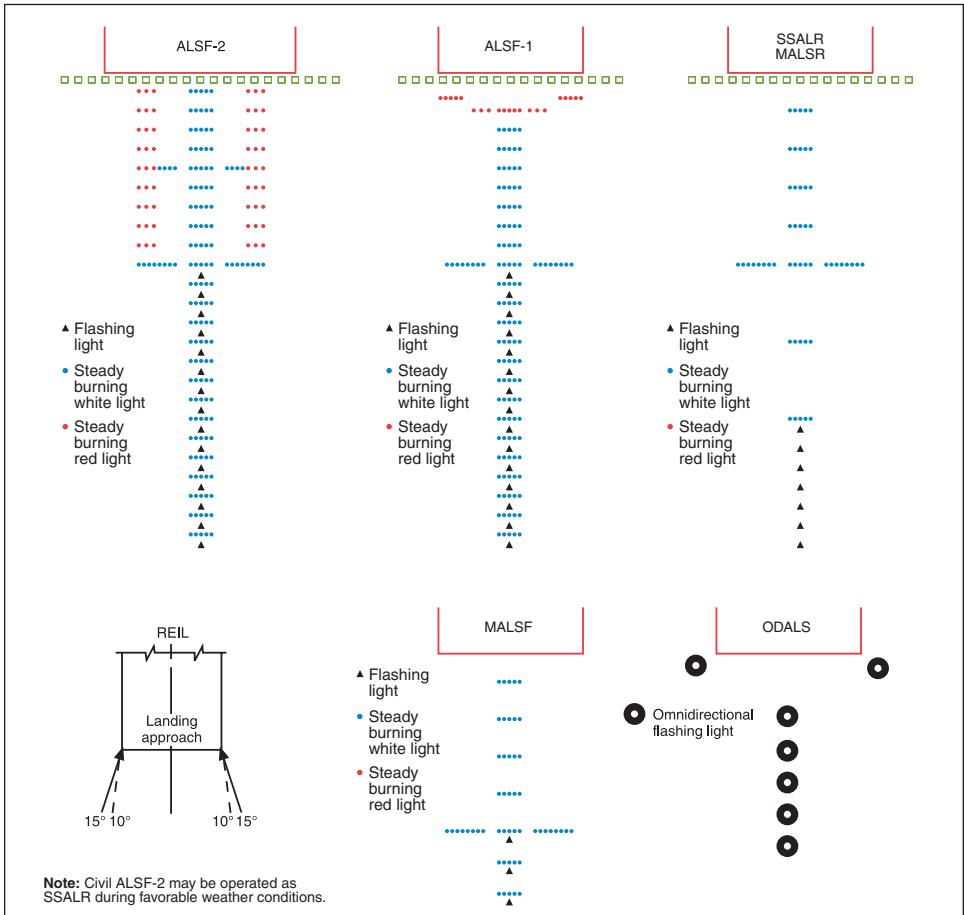 ALSF-2
ALSF-1
SSALR
MALSR
Flashing
light
Steady
burning
white light
Steady
burning
red light
Flashing
light
Steady
burning
white light
Steady
burning
red light
Flashing
light
Steady
burning
white light
Steady
burning
red light
REIL
Landing
approach
15° 10°
10° 15°
MALSF
Flashing
light
Steady
burning
white light
Steady
burning
red light
ODALS
Omnidirectional
flashing light
Note: Civil ALSF-2 may be operated as
SSALR during favorable weather conditions.